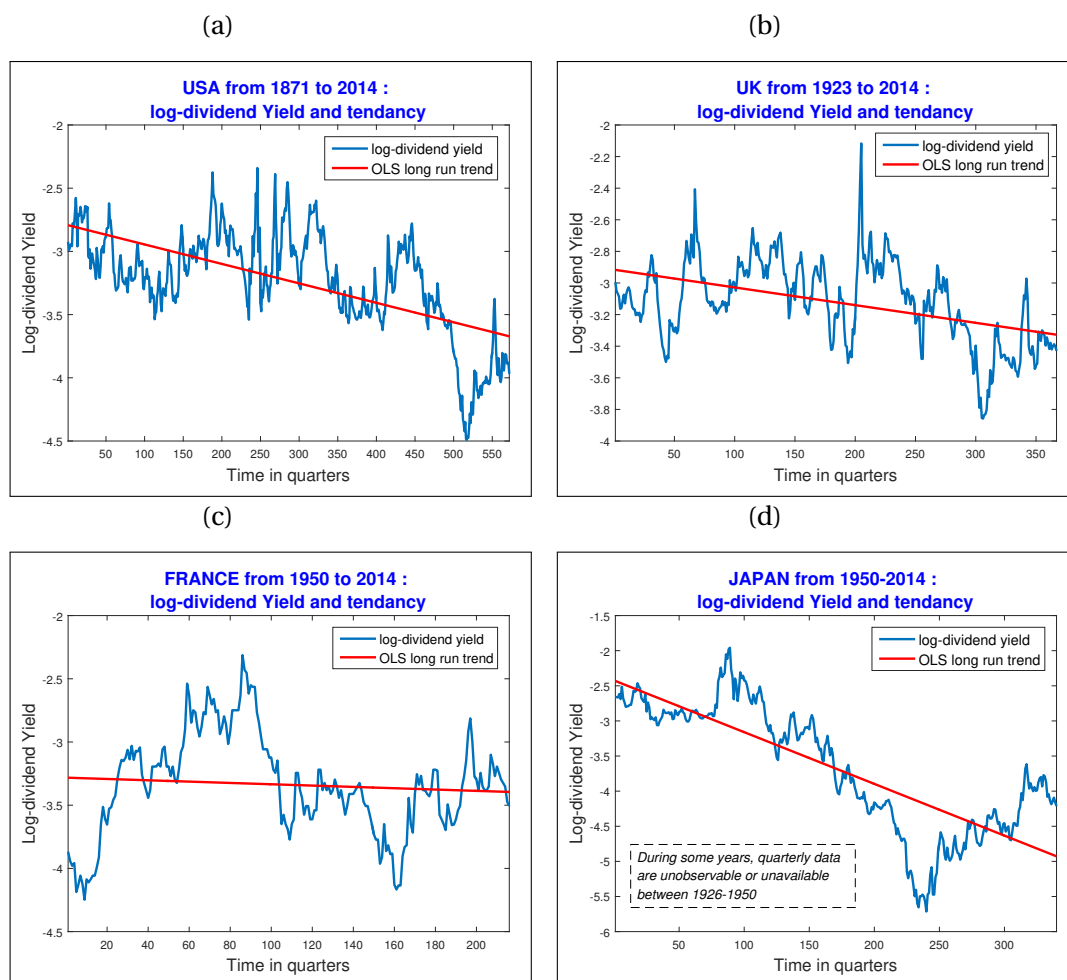 (a)
USA from 1871 to 2014 :
log-dividend Yield and tendancy
log-dividend yield
OLS long run trend
Log-dividend Yield
-2
-2.5
-3
-3.5
-4
-4.5
50 100 150 200 250 300 350 400 450 500 550
Time in quarters
(b)
UK from 1923 to 2014 :
log-dividend Yield and tendancy
log-dividend yield
OLS long run trend
Log-dividend Yield
-2
-2.2
-2.4
-2.6
-2.8
-3
-3.2
-3.4
-3.6
-3.8
-4
50 100 150 200 250 300 350
Time in quarters
(c)
FRANCE from 1950 to 2014 :
log-dividend Yield and tendancy
log-dividend yield
OLS long run trend
Log-dividend Yield
-2
-2.5
-3
-3.5
-4
-4.5
20 40 60 80 100 120 140 160 180 200
Time in quarters
(d)
JAPAN from 1950-2014 :
log-dividend Yield and tendancy
log-dividend yield
OLS long run trend
Log-dividend Yield
-1.5
-2
-2.5
-3
-3.5
-4
-4.5
-5
-5.5
-6
During some years, quarterly data
are unobservable or unavailable
between 1926-1950
50 100 150 200 250 300
Time in quarters